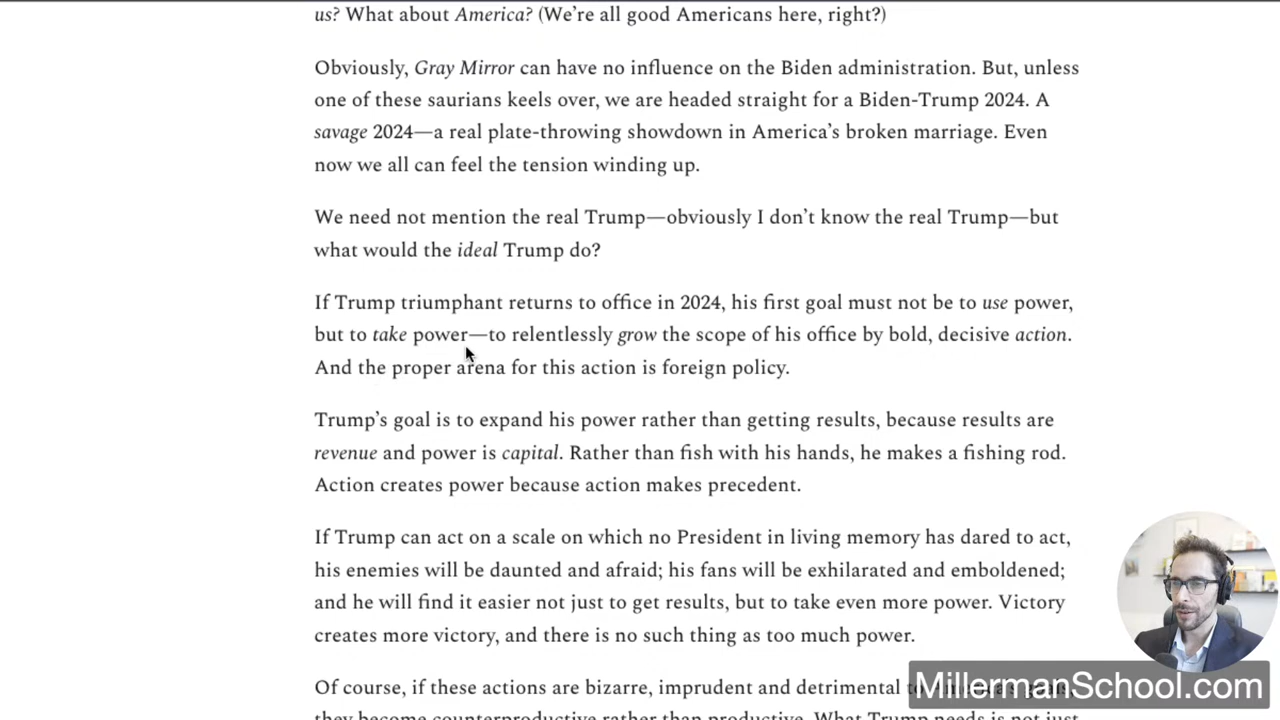 us? What about America? (We’re all good Americans here, right?)
Obviously, Gray Mirror can have no influence on the Biden administration. But, unless
one of these saurians keels over, we are headed straight for a Biden-Trump 2024. A
savage 2024—a real plate-throwing showdown in America’s broken marriage. Even
now we all can feel the tension winding up.
We need not mention the real Trump—obviously I don’t know the real Trump—but
what would the ideal Trump do?
If Trump triumphant returns to office in 2024, his first goal must not be to use power,
but to take power—to relentlessly grow the scope of his office by bold, decisive action.
And the proper arena for this action is foreign policy.
Trump’s goal is to expand his power rather than getting results, because results are
revenue and power is capital. Rather than fish with his hands, he makes a fishing rod.
Action creates power because action makes precedent.
If Trump can act on a scale on which no President in living memory has dared to act,
his enemies will be daunted and afraid; his fans will be exhilarated and emboldened;
and he will find it easier not just to get results, but to take even more power. Victory
creates more victory, and there is no such thing as too much power.
Of course, if these actions are bizarre, imprudent and detrimental
they become counterproductive rather than productive. What Trump needs is not just
MillermanSchool.com